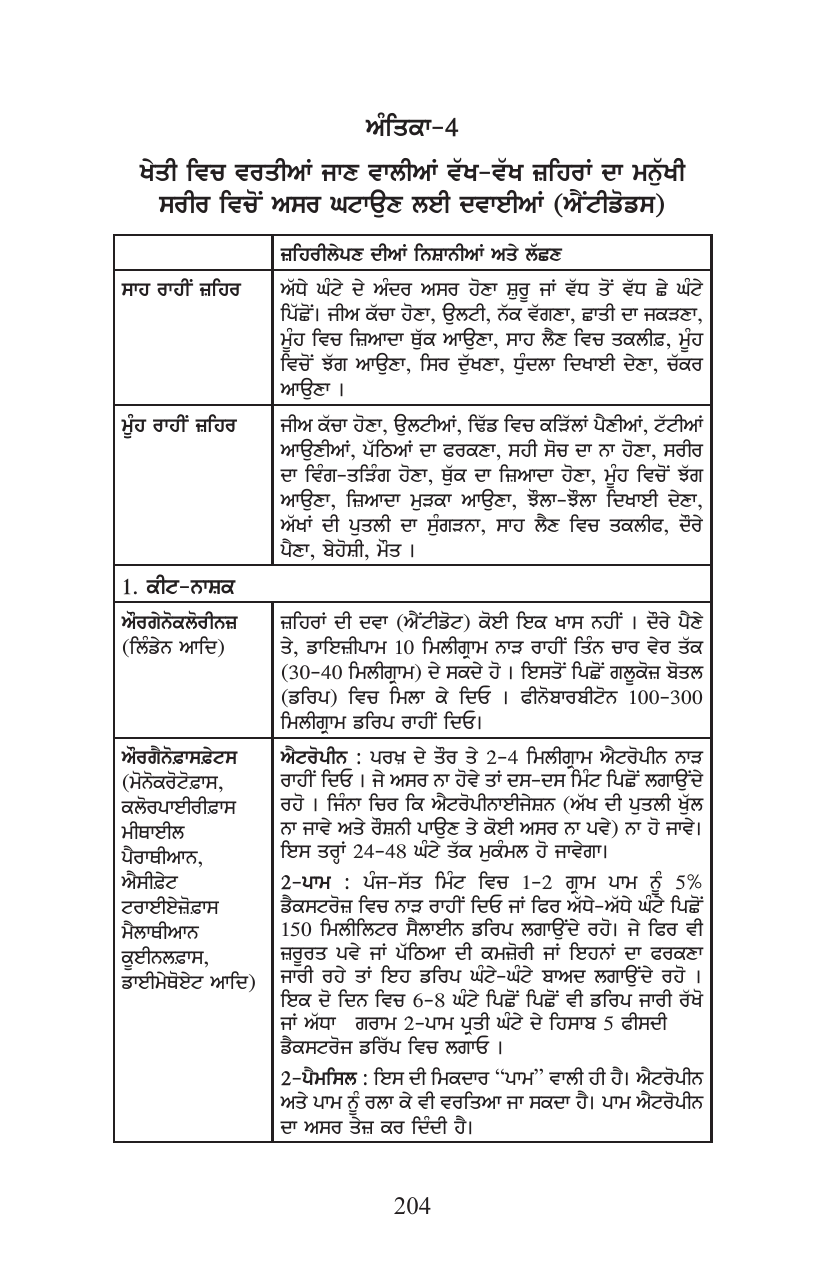 ਅੰਤਿਕਾ-4
ਖੇਤੀ ਵਿਚ ਵਰਤੀਆਂ ਜਾਣ ਵਾਲੀਆਂ ਵੱਖ-ਵੱਖ ਜ਼ਹਿਰਾਂ ਦਾ ਮਨੁੱਖੀ
ਸਰੀਰ ਵਿਚੋਂ ਅਸਰ ਘਟਾਉਣ ਲਈ ਦਵਾਈਆਂ (ਐਂਟੀਡੋਡਸ)
ਜ਼ਹਿਰੀਲੇਪਣ ਦੀਆਂ ਨਿਸ਼ਾਨੀਆਂ ਅਤੇ ਲੱਛਣ
ਸਾਹ ਰਾਹੀਂ ਜ਼ਹਿਰ
ਅੱਧੇ ਘੰਟੇ ਦੇ ਅੰਦਰ ਅਸਰ ਹੋਣਾ ਸ਼ੁਰੂ ਜਾਂ ਵੱਧ ਤੋਂ ਵੱਧ ਛੇ ਘੰਟੇ
ਪਿੱਛੋਂ। ਜੀਅ ਕੱਚਾ ਹੋਣਾ, ਉਲਟੀ, ਨੱਕ ਵੱਗਣਾ, ਛਾਤੀ ਦਾ ਜਕੜਣਾ,
ਮੂੰਹ ਵਿਚ ਜ਼ਿਆਦਾ ਥੁੱਕ ਆਉਣਾ, ਸਾਹ ਲੈਣ ਵਿਚ ਤਕਲੀਫ਼, ਮੂੰਹ
ਵਿਚੋਂ ਝੱਗ ਆਉਣਾ, ਸਿਰ ਦੁੱਖਣਾ, ਧੁੰਦਲਾ ਦਿਖਾਈ ਦੇਣਾ, ਚੱਕਰ
ਆਉਣਾ ।
ਮੂੰਹ ਰਾਹੀਂ ਜ਼ਹਿਰ
ਜੀਅ ਕੱਚਾ ਹੋਣਾ, ਉਲਟੀਆਂ, ਢਿੱਡ ਵਿਚ ਕੜਿੱਲਾਂ ਪੈਣੀਆਂ, ਟੱਟੀਆਂ
ਆਉਣੀਆਂ, ਪੱਠਿਆਂ ਦਾ ਫਰਕਣਾ, ਸਹੀ ਸੋਚ ਦਾ ਨਾ ਹੋਣਾ, ਸਰੀਰ
ਦਾ ਵਿੰਗ-ਤੜਿੰਗ ਹੋਣਾ, ਥੁੱਕ ਦਾ ਜ਼ਿਆਦਾ ਹੋਣਾ, ਮੂੰਹ ਵਿਚੋਂ ਝੱਗ
ਆਉਣਾ, ਜ਼ਿਆਦਾ ਮੁੜਕਾ ਆਉਣਾ, ਝੌਲਾ-ਝੌਲਾ ਦਿਖਾਈ ਦੇਣਾ,
ਅੱਖਾਂ ਦੀ ਪੁਤਲੀ ਦਾ ਸੁੰਗੜਨਾ, ਸਾਹ ਲੈਣ ਵਿਚ ਤਕਲੀਫ, ਦੌਰੇ
ਪੈਣਾ, ਬੇਹੋਸ਼ੀ, ਮੌਤ ।
1. ਕੀਟ-ਨਾਸ਼ਕ
ਔਰਗੇਨੋਕਲੋਰੀਨਜ਼
(ਲਿੰਡੇਨ ਆਦਿ)
ਜ਼ਹਿਰਾਂ ਦੀ ਦਵਾ (ਐਂਟੀਡੋਟ) ਕੋਈ ਇਕ ਖਾਸ ਨਹੀਂ । ਦੌਰੇ ਪੈਣੇ
ਤੇ, ਡਾਇਜ਼ੀਪਾਮ 10 ਮਿਲੀਗ੍ਰਾਮ ਨਾੜ ਰਾਹੀਂ ਤਿੰਨ ਚਾਰ ਵੇਰ ਤੱਕ
(30-40 ਮਿਲੀਗ੍ਰਾਮ) ਦੇ ਸਕਦੇ ਹੋ । ਇਸਤੋਂ ਪਿਛੋਂ ਗਲੂਕੋਜ਼ ਬੋਤਲ
(ਡਰਿਪ) ਵਿਚ ਮਿਲਾ ਕੇ ਦਿਓ । ਫੀਨੋਬਾਰਬੀਟੋਨ 100-300
ਮਿਲੀਗ੍ਰਾਮ ਡਰਿਪ ਰਾਹੀਂ ਦਿਓ।
ਔਰਗੈਨੋਫ਼ਾਸਫ਼ੇਟਸ
(ਮੋਨੋਕਰੋਟੋਫ਼ਾਸ,
ਕਲੋਰਪਾਈਰੀਫ਼ਾਸ
ਮੀਥਾਈਲ
ਪੈਰਾਥੀਆਨ,
ਐਸੀਫ਼ੇਟ
ਟਰਾਈਏਜ਼ੋਫ਼ਾਸ
ਮੈਲਾਥੀਆਨ
ਕੂਈਨਲਫ਼ਾਸ,
ਡਾਈਮੇਥੋਏਟ ਆਦਿ)
ਐਟਰੋਪੀਨ : ਪਰਖ ਦੇ ਤੌਰ ਤੇ 2-4 ਮਿਲੀਗ੍ਰਾਮ ਐਟਰੋਪੀਨ ਨਾੜ
ਰਾਹੀਂ ਦਿਓ । ਜੇ ਅਸਰ ਨਾ ਹੋਵੇ ਤਾਂ ਦਸ-ਦਸ ਮਿੰਟ ਪਿਛੋਂ ਲਗਾਉਂਦੇ
ਰਹੋ । ਜਿੰਨਾ ਚਿਰ ਕਿ ਐਟਰੋਪੀਨਾਈਜੇਸ਼ਨ (ਅੱਖ ਦੀ ਪੁਤਲੀ ਖੁੱਲ
ਨਾ ਜਾਵੇ ਅਤੇ ਰੌਸ਼ਨੀ ਪਾਉਣ ਤੇ ਕੋਈ ਅਸਰ ਨਾ ਪਵੇ) ਨਾ ਹੋ ਜਾਵੇ।
ਇਸ ਤਰ੍ਹਾਂ 24-48 ਘੰਟੇ ਤੱਕ ਮੁਕੰਮਲ ਹੋ ਜਾਵੇਗਾ।
2-ਪਾਮ : ਪੰਜ-ਸੱਤ ਮਿੰਟ ਵਿਚ 1-2 ਗ੍ਰਾਮ ਪਾਮ ਨੂੰ 5%
ਡੈਕਸਟਰੋਜ਼ ਵਿਚ ਨਾੜ ਰਾਹੀਂ ਦਿਓ ਜਾਂ ਫਿਰ ਅੱਧੇ-ਅੱਧੇ ਘੰਟੇ ਪਿਛੋਂ
150 ਮਿਲੀਲਿਟਰ ਸੈਲਾਈਨ ਡਰਿਪ ਲਗਾਉਂਦੇ ਰਹੋ। ਜੇ ਫਿਰ ਵੀ
ਜ਼ਰੂਰਤ ਪਵੇ ਜਾਂ ਪੱਠਿਆ ਦੀ ਕਮਜ਼ੋਰੀ ਜਾਂ ਇਹਨਾਂ ਦਾ ਫਰਕਣਾ
ਜਾਰੀ ਰਹੇ ਤਾਂ ਇਹ ਡਰਿਪ ਘੰਟੇ-ਘੰਟੇ ਬਾਅਦ ਲਗਾਉਂਦੇ ਰਹੋ ।
ਇਕ ਦੋ ਦਿਨ ਵਿਚ 6-8 ਘੰਟੇ ਪਿਛੋਂ ਪਿਛੋਂ ਵੀ ਡਰਿਪ ਜਾਰੀ ਰੱਖੋ
ਜਾਂ ਅੱਧਾ ਗਰਾਮ 2-ਪਾਮ ਪ੍ਰਤੀ ਘੰਟੇ ਦੇ ਹਿਸਾਬ 5 ਫੀਸਦੀ
ਡੈਕਸਟਰੋਜ ਡਰਿੱਪ ਵਿਚ ਲਗਾਓ ।
2-ਪੈਮਸਿਲ : ਇਸ ਦੀ ਮਿਕਦਾਰ “ਪਾਮ” ਵਾਲੀ ਹੀ ਹੈ। ਐਟਰੋਪੀਨ
ਅਤੇ ਪਾਮ ਨੂੰ ਰਲਾ ਕੇ ਵੀ ਵਰਤਿਆ ਜਾ ਸਕਦਾ ਹੈ। ਪਾਮ ਐਟਰੋਪੀਨ
ਦਾ ਅਸਰ ਤੇਜ਼ ਕਰ ਦਿੰਦੀ ਹੈ।
204